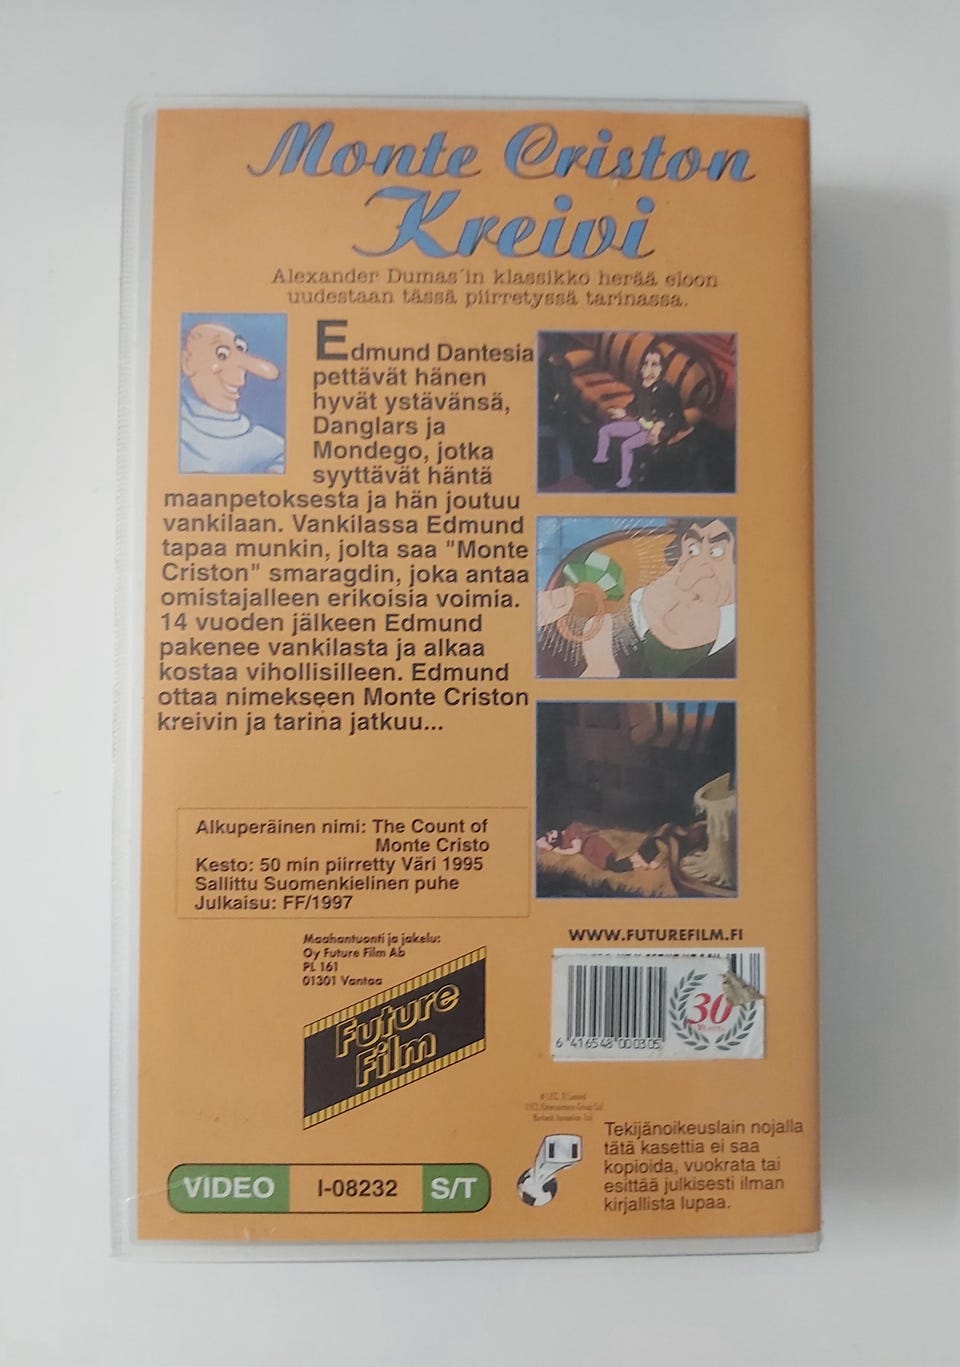 Monte Criston
Kreivi
Alexander Dumas´in klassikko herää eloon
uudestaan tässä piirretyssä tarinassa.
Edmund Dantesia
pettävät hänen
hyvät ystävänsä,
Danglars ja
Mondego, jotka
syyttävät häntä
maanpetoksesta ja hän joutuu
vankilaan. Vankilassa Edmund
tapaa munkin, jolta saa "Monte
Criston" smaragdin, joka antaa
omistajalleen erikoisia voimia.
14 vuoden jälkeen Edmund
pakenee vankilasta ja alkaa
kostaa vihollisilleen. Edmund
ottaa nimekseen Monte Criston
kreivin ja tarina jatkuu...
Alkuperäinen nimi: The Count of
Monte Cristo
Kesto: 50 min piirretty Väri 1995
Sallittu Suomenkielinen puhe
Julkaisu: FF/1997
Maahantuonti ja jakelu:
Oy Future Film Ab
PL 161
01301 Vantaa
Future
Film
WWW.FUTUREFILM.FI
30
6 416548 000305
Tekijänoikeuslain nojalla
tätä kasettia ei saa
kopioida, vuokrata tai
esittää julkisesti ilman
kirjallista lupaa.
VIDEO I-08232 S/T